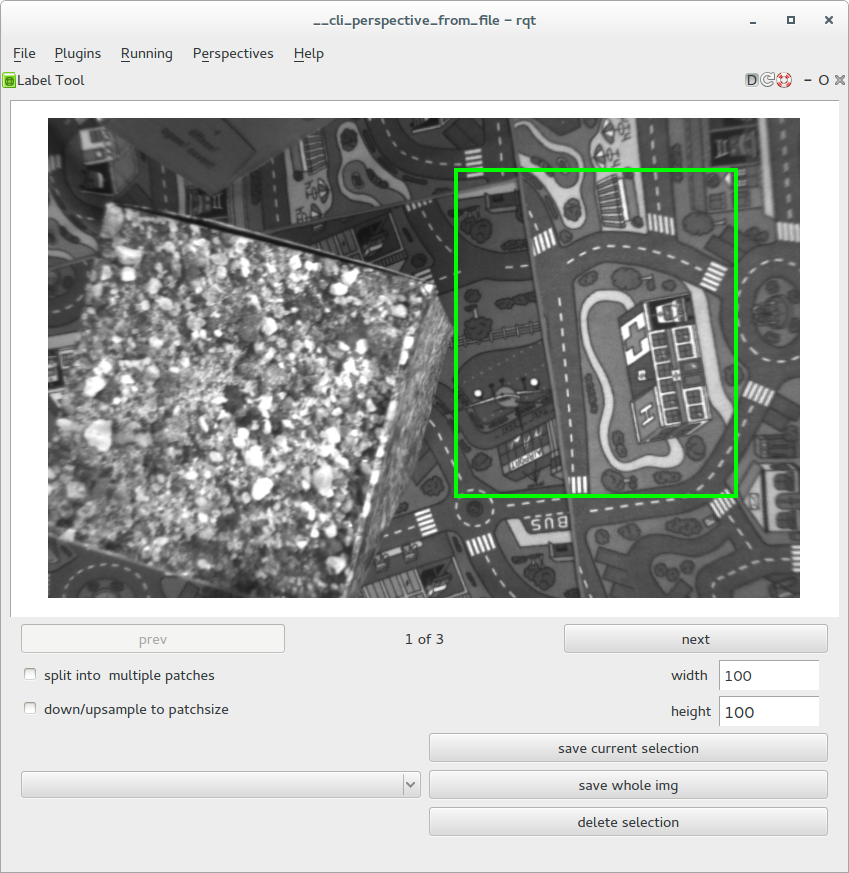 __cli_perspective_from_file - rqt
File Plugins Running Perspectives Help
Label Tool
D C O
H
H
AIRPORT
BUS
prev 1 of 3 next
split into multiple patches width 100
down/upsample to patchsize height 100
save current selection
save whole img
delete selection